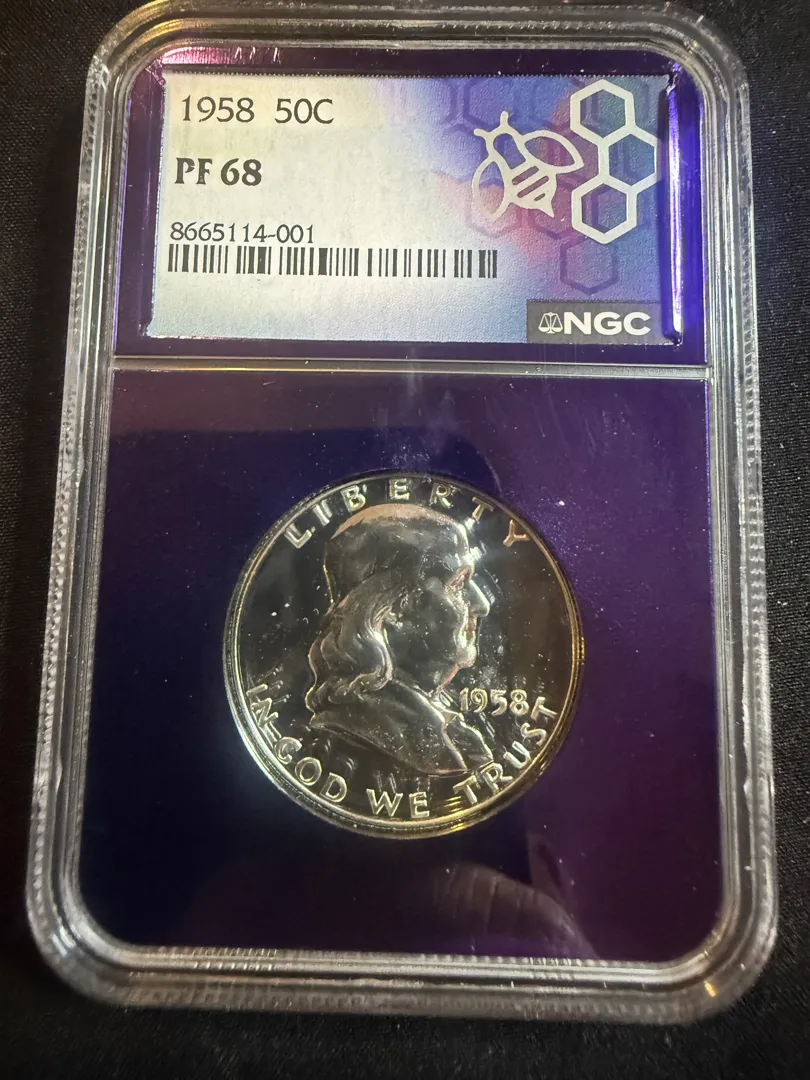 1958 50C
PF 68
8665114-001
NGC
LIBERTY
1958
IN GOD WE TRUST